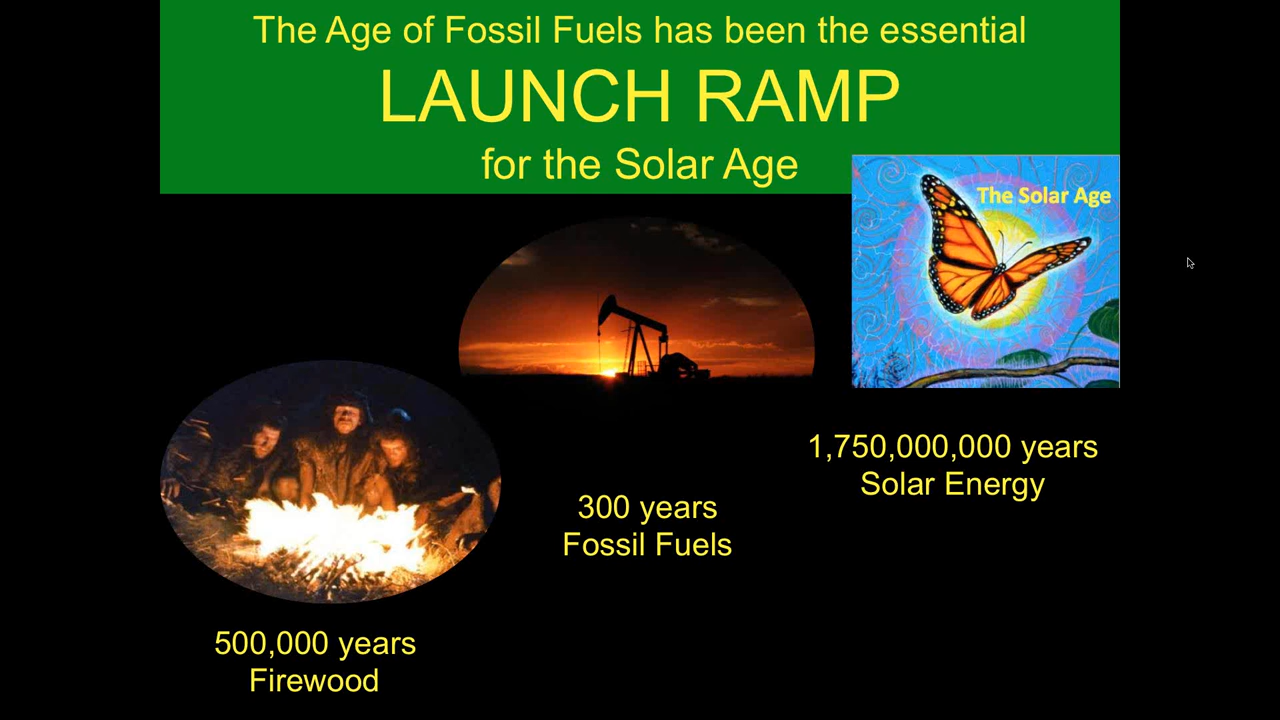 The Age of Fossil Fuels has been the essential
LAUNCH RAMP
for the Solar Age
The Solar Age
1,750,000,000 years
Solar Energy
300 years
Fossil Fuels
500,000 years
Firewood